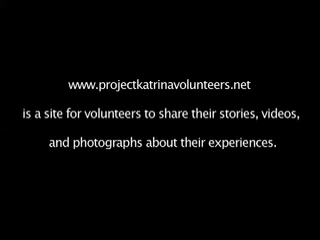 www.projectkatrinavolunteers.net
is a site for volunteers to share their stories, videos,
and photographs about their experiences.